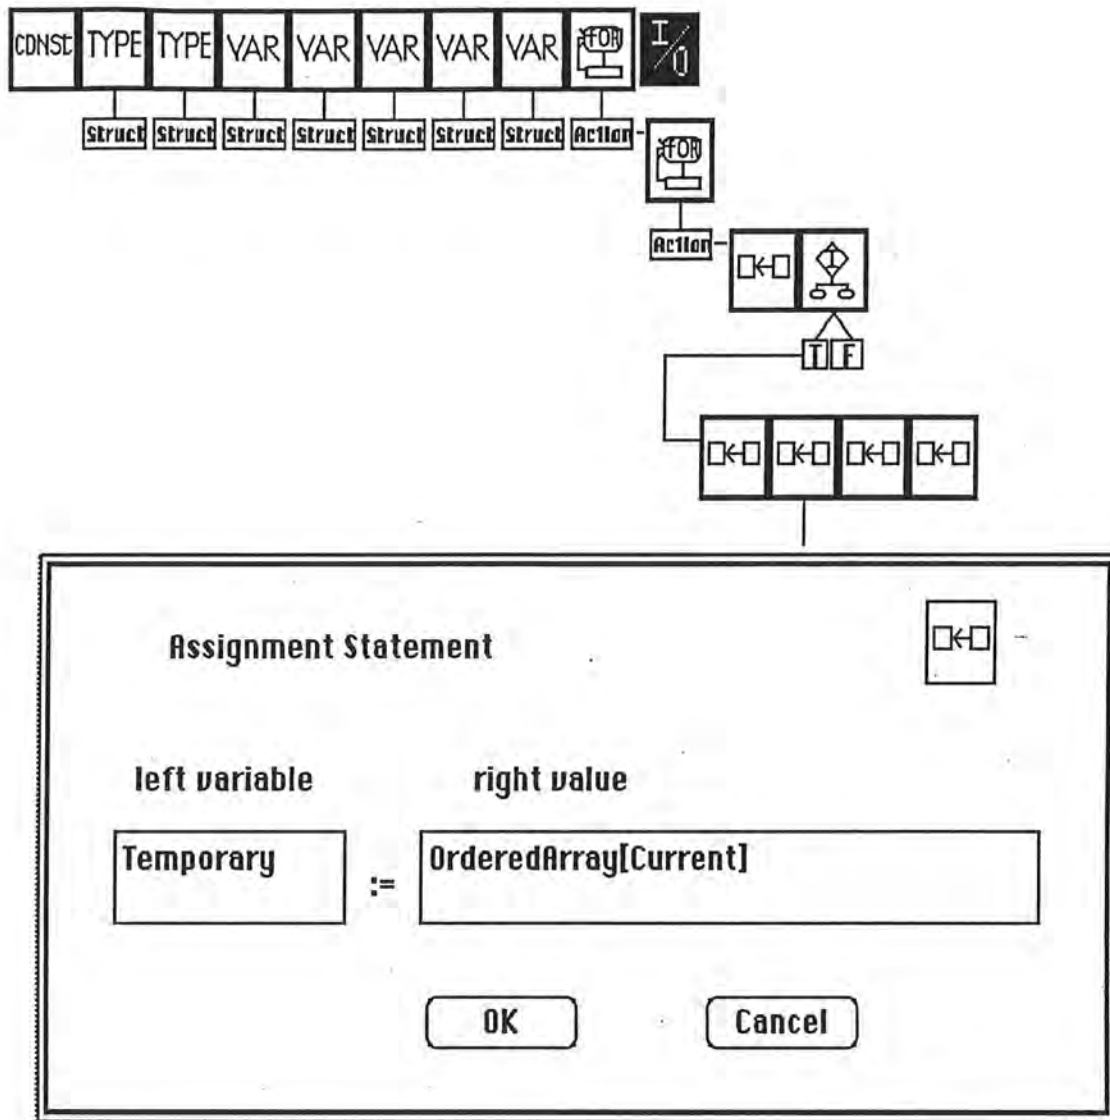 CONST TYPE TYPE VAR VAR VAR VAR VAR FOR I/O
Struct Struct Struct Struct Struct Struct Struct Action
FOR
Action
I
T F
Assignment Statement
left variable right value
Temporary := OrderedArray[Current]
OK Cancel